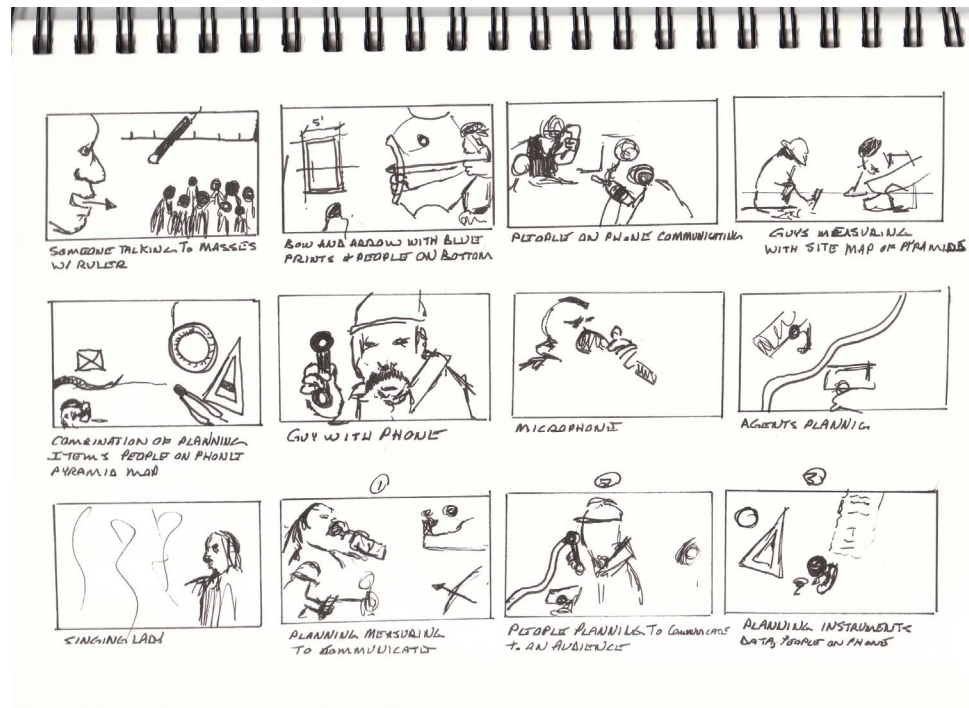 5'
SOMEONE TALKING TO MASSES
W/ RULER
BOW AND ARROW WITH BLUE
PRINTS & PEOPLE ON BOTTOM
PEOPLE ON PHONE COMMUNICATING
GUYS MEASURING
WITH SITE MAP OF PYRAMIDS
COMBINATION OF PLANNING
ITEMS PEOPLE ON PHONE
PYRAMID MAP
GUY WITH PHONE
MICROPHONE
AGENTS PLANNIG
SINGING LADY
1
PLANNING MEASURING
TO COMMUNICATE
2
PEOPLE PLANNING TO COMMUNICATE
TO AN AUDIENCE
3
PLANNING INSTRUMENTS
DATA, PEOPLE ON PHONE